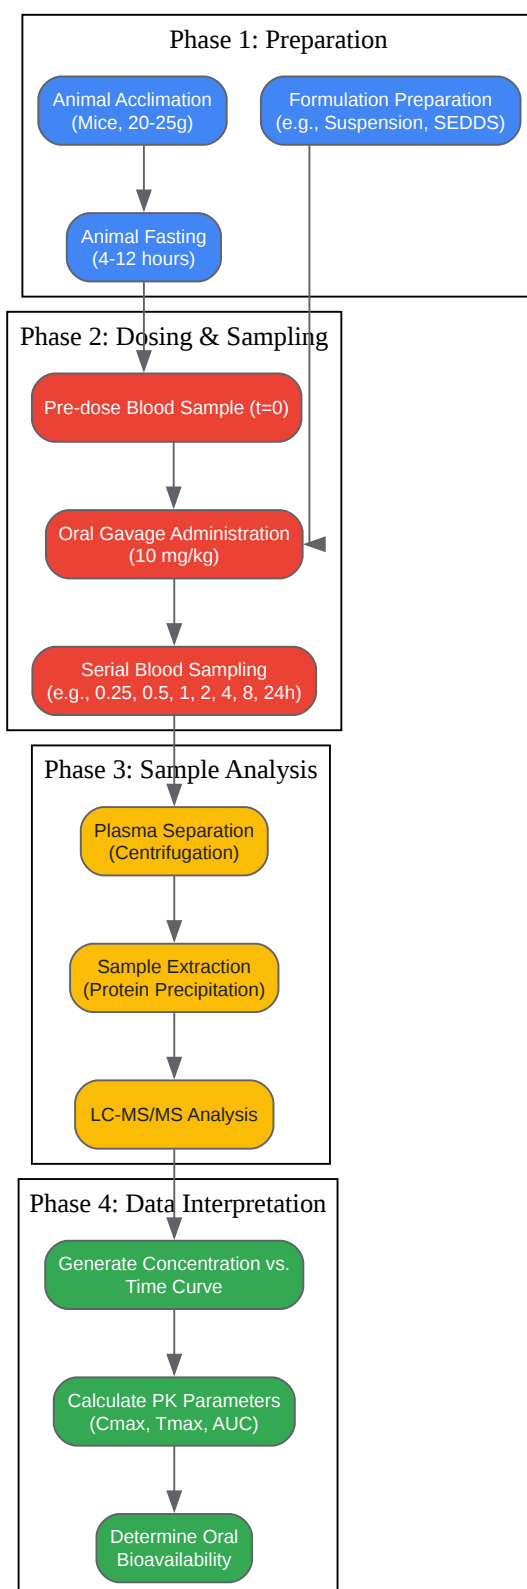 Phase 1: Preparation
Animal Acclimation
(Mice, 20-25g)
Formulation Preparation
(e.g., Suspension, SEDDS)
Animal Fasting
(4-12 hours)
Phase 2: Dosing & Sampling
Pre-dose Blood Sample (t=0)
Oral Gavage Administration
(10 mg/kg)
Serial Blood Sampling
(e.g., 0.25, 0.5, 1, 2, 4, 8, 24h)
Phase 3: Sample Analysis
Plasma Separation
(Centrifugation)
Sample Extraction
(Protein Precipitation)
LC-MS/MS Analysis
Phase 4: Data Interpretation
Generate Concentration vs.
Time Curve
Calculate PK Parameters
(Cmax, Tmax, AUC)
Determine Oral
Bioavailability